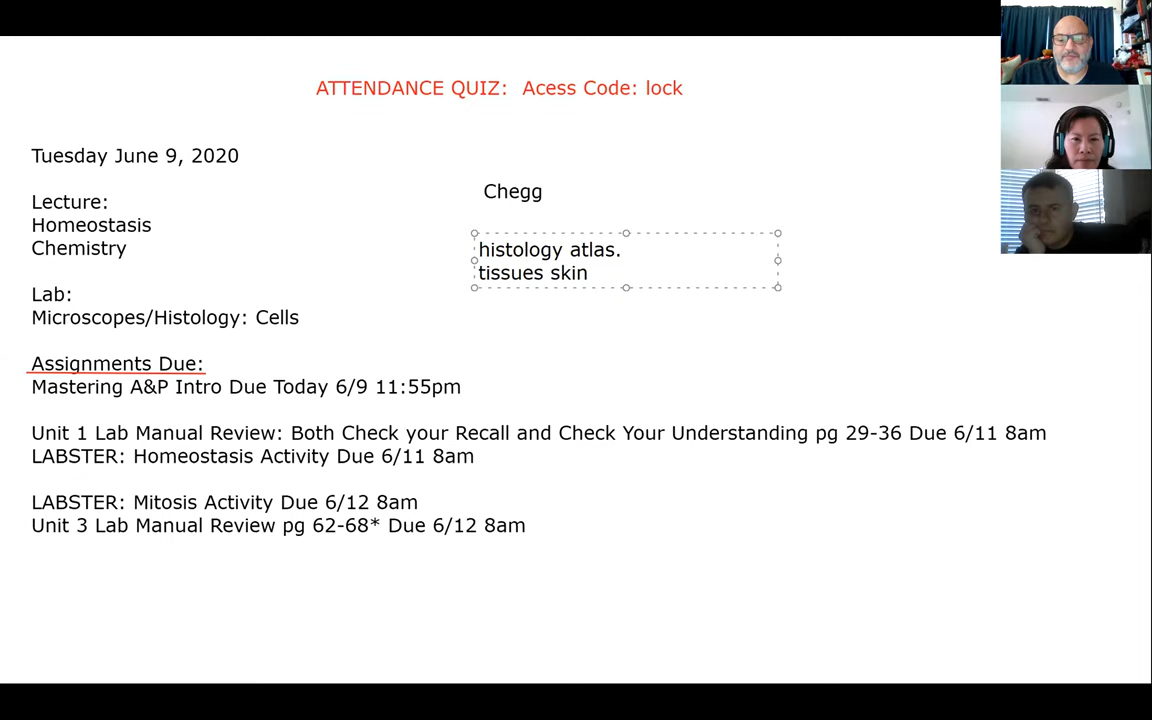 ATTENDANCE QUIZ:  Acess Code: lock
Tuesday June 9, 2020
Chegg
Lecture:
Homeostasis
Chemistry
histology atlas.
tissues skin
Lab:
Microscopes/Histology: Cells
Assignments Due:
Mastering A&P Intro Due Today 6/9 11:55pm
Unit 1 Lab Manual Review: Both Check your Recall and Check Your Understanding pg 29-36 Due 6/11 8am
LABSTER: Homeostasis Activity Due 6/11 8am
LABSTER: Mitosis Activity Due 6/12 8am
Unit 3 Lab Manual Review pg 62-68* Due 6/12 8am